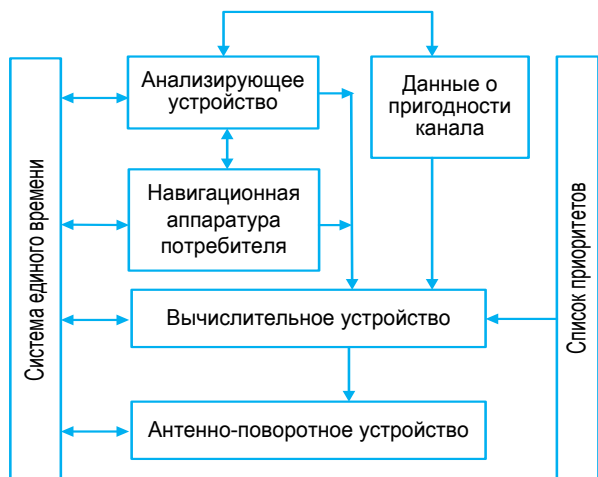 Система единого времени
Анализирующее
устройство
Данные о
пригодности
канала
Навигационная
аппаратура
потребителя
Вычислительное устройство
Антенно-поворотное устройство
Список приоритетов